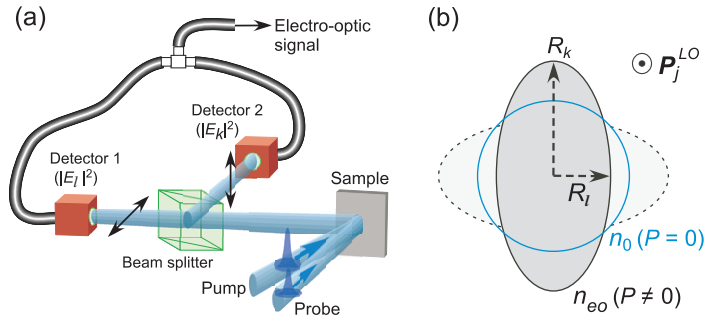 (a)
Electro-optic
signal
Detector 2
(|E_k|²)
Detector 1
(|E_l|²)
Sample
Beam splitter
Pump
Probe
(b)
R_k
P_j^LO
R_l
n_0 (P = 0)
n_eo (P ≠ 0)